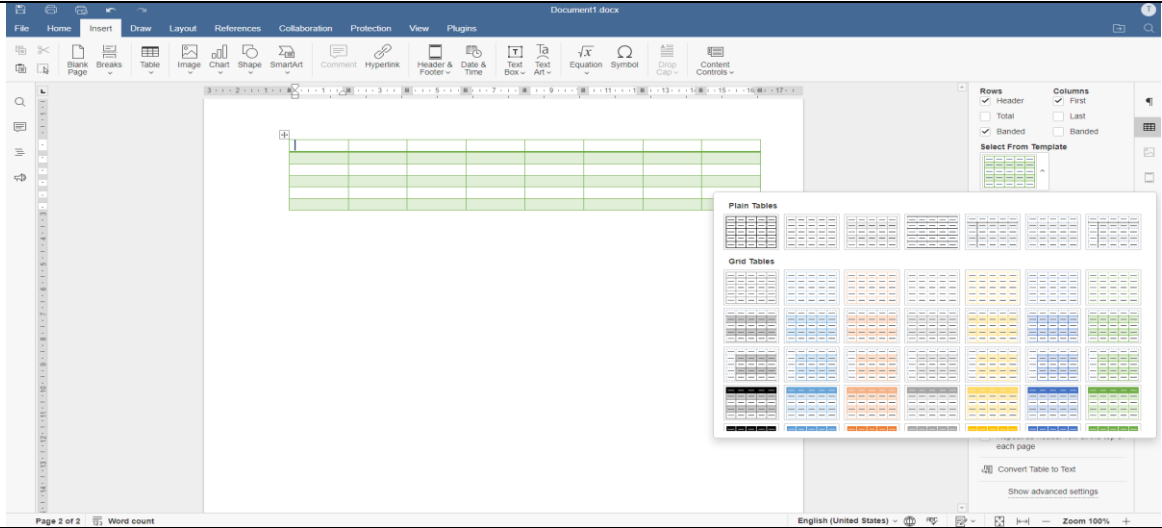 Document1.docx
T
File Home Insert Draw Layout References Collaboration Protection View Plugins
Blank Page
Breaks
Table
Image
Chart
Shape
SmartArt
Comment
Hyperlink
Header & Footer
Date & Time
Text Box
Text Art
Equation
Symbol
Drop Cap
Content Controls
Rows Columns
Header First
Total Last
Banded Banded
Select From Template
Plain Tables
Grid Tables
each page
Convert Table to Text
Show advanced settings
Page 2 of 2 Word count English (United States) Zoom 100%